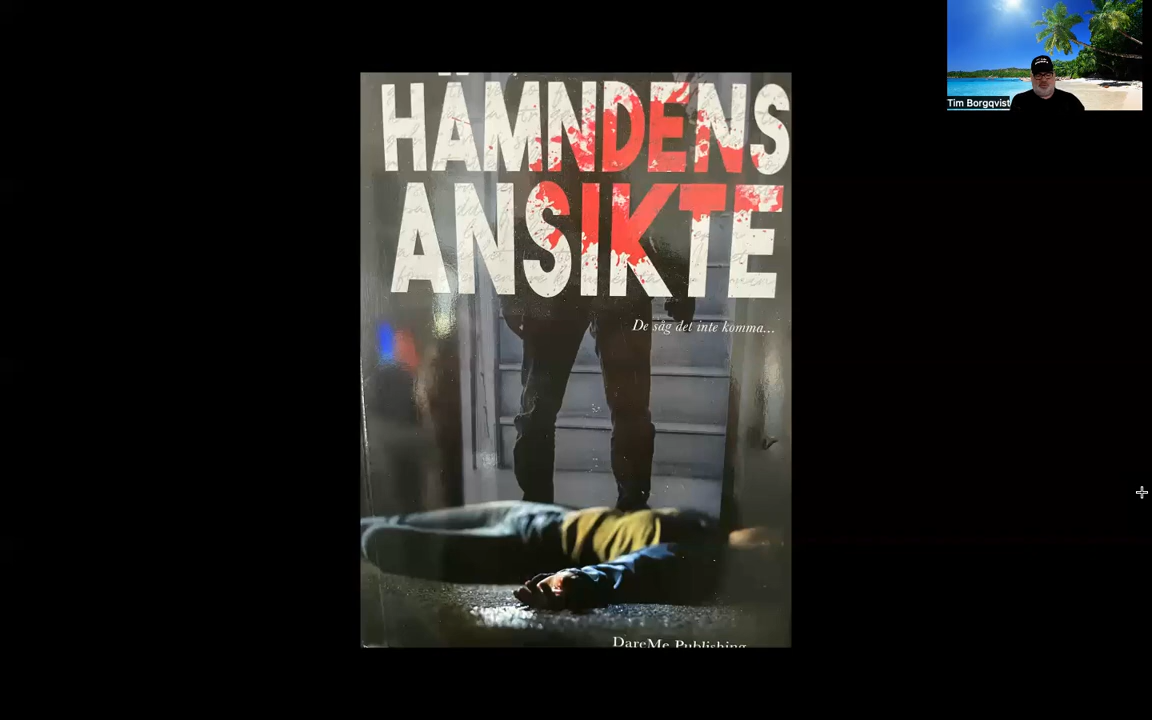 HÄMNDENS
ANSIKTE
De såg det inte komma...
DareMe Publishing
Tim Borgqvist